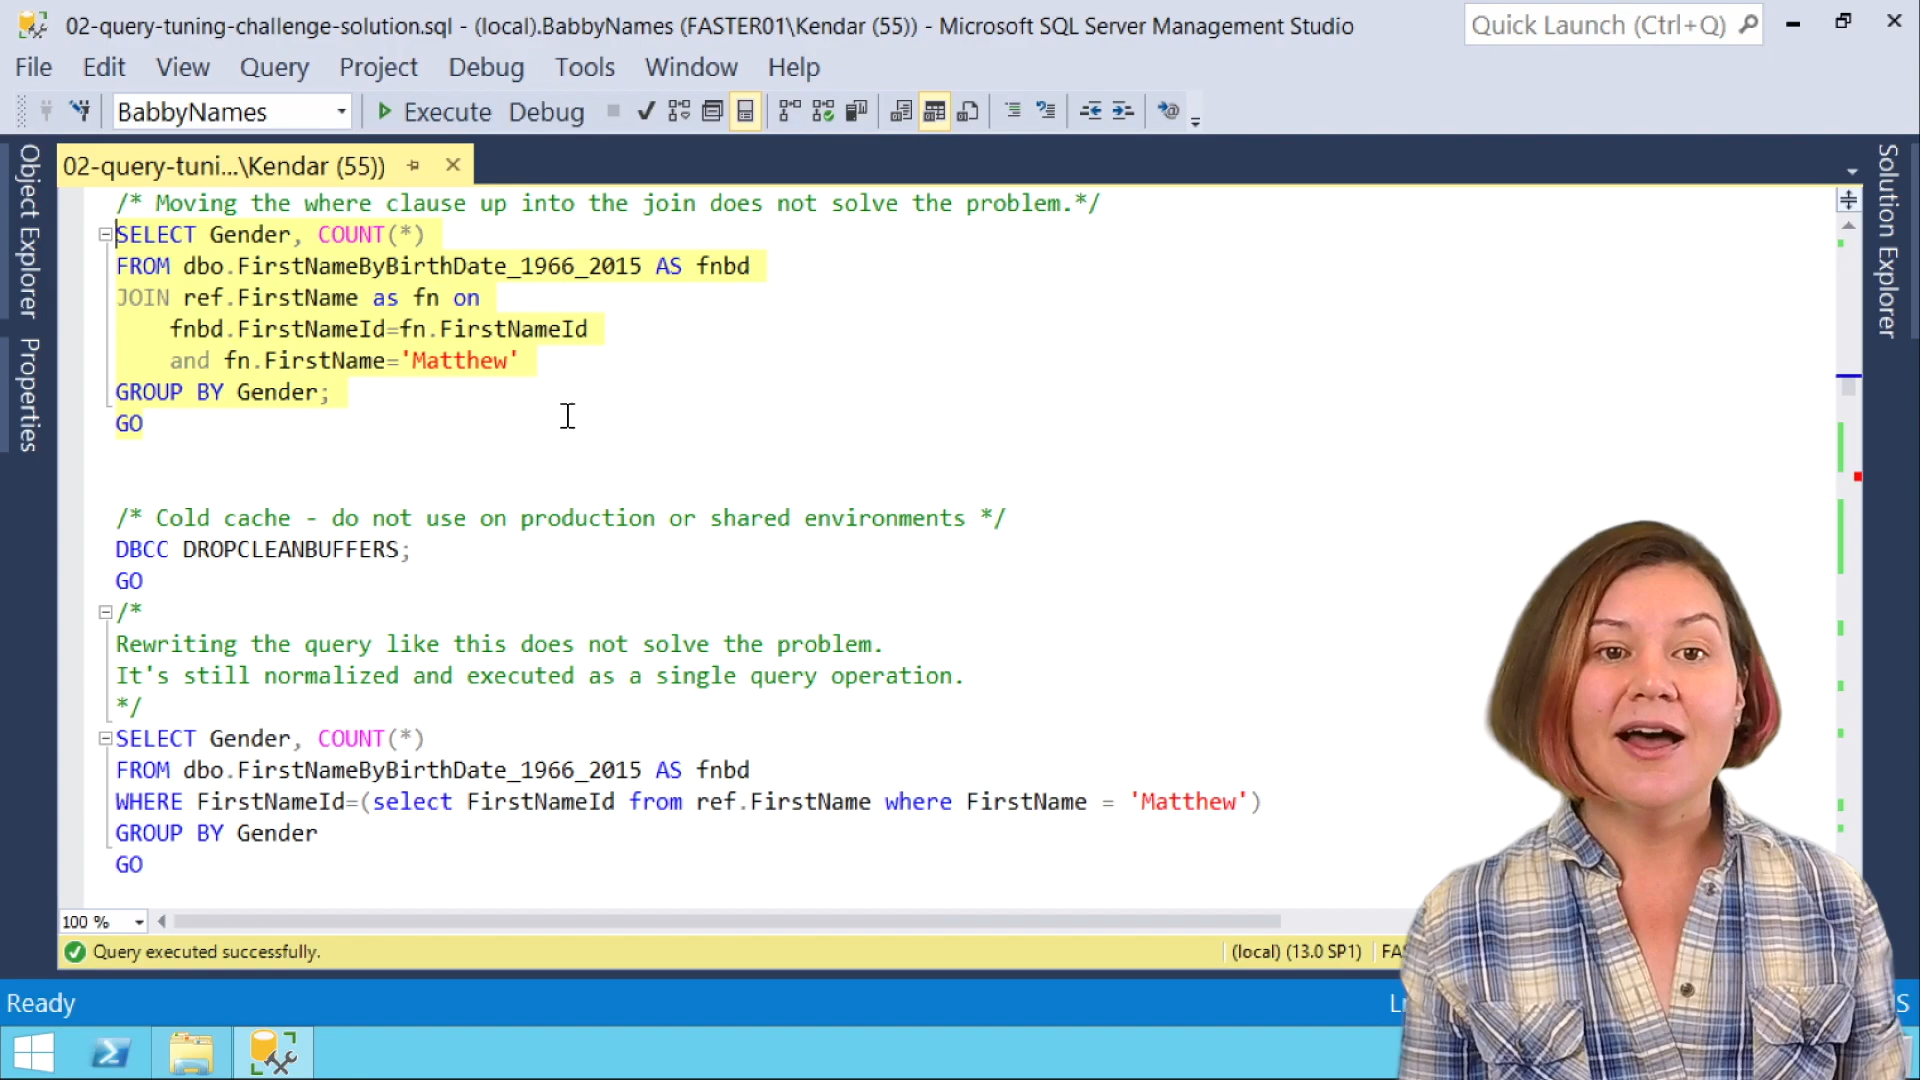 02-query-tuning-challenge-solution.sql - (local).BabbyNames (FASTER01\Kendar (55)) - Microsoft SQL Server Management Studio
Quick Launch (Ctrl+Q)
File Edit View Query Project Debug Tools Window Help
BabbyNames Execute Debug
Object Explorer
Properties
Solution Explorer
02-query-tuni...\Kendar (55))
/* Moving the where clause up into the join does not solve the problem.*/
SELECT Gender, COUNT(*)
FROM dbo.FirstNameByBirthDate_1966_2015 AS fnbd
JOIN ref.FirstName as fn on
fnbd.FirstNameId=fn.FirstNameId
and fn.FirstName='Matthew'
GROUP BY Gender;
GO
/* Cold cache - do not use on production or shared environments */
DBCC DROPCLEANBUFFERS;
GO
/*
Rewriting the query like this does not solve the problem.
It's still normalized and executed as a single query operation.
*/
SELECT Gender, COUNT(*)
FROM dbo.FirstNameByBirthDate_1966_2015 AS fnbd
WHERE FirstNameId=(select FirstNameId from ref.FirstName where FirstName = 'Matthew')
GROUP BY Gender
GO
100 %
Query executed successfully.
(local) (13.0 SP1)
Ready